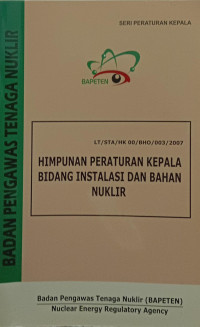 SERI PERATURAN KEPALA
BADAN PENGAWAS TENAGA NUKLIR
BAPETEN
LT/STA/HK 00/BHO/003/2007
HIMPUNAN PERATURAN KEPALA
BIDANG INSTALASI DAN BAHAN
NUKLIR
Badan Pengawas Tenaga Nuklir (BAPETEN)
Nuclear Energy Regulatory Agency